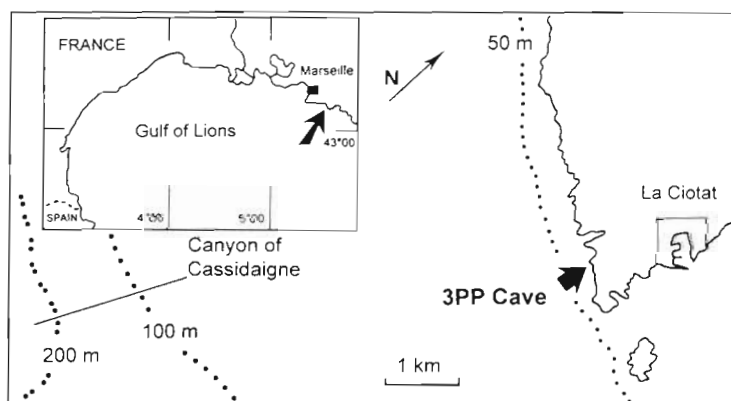 FRANCE
Marseille
Gulf of Lions
43°00
SPAIN
4°00
5°00
N
50 m
La Ciotat
3PP Cave
Canyon of
Cassidaigne
200 m
100 m
1 km